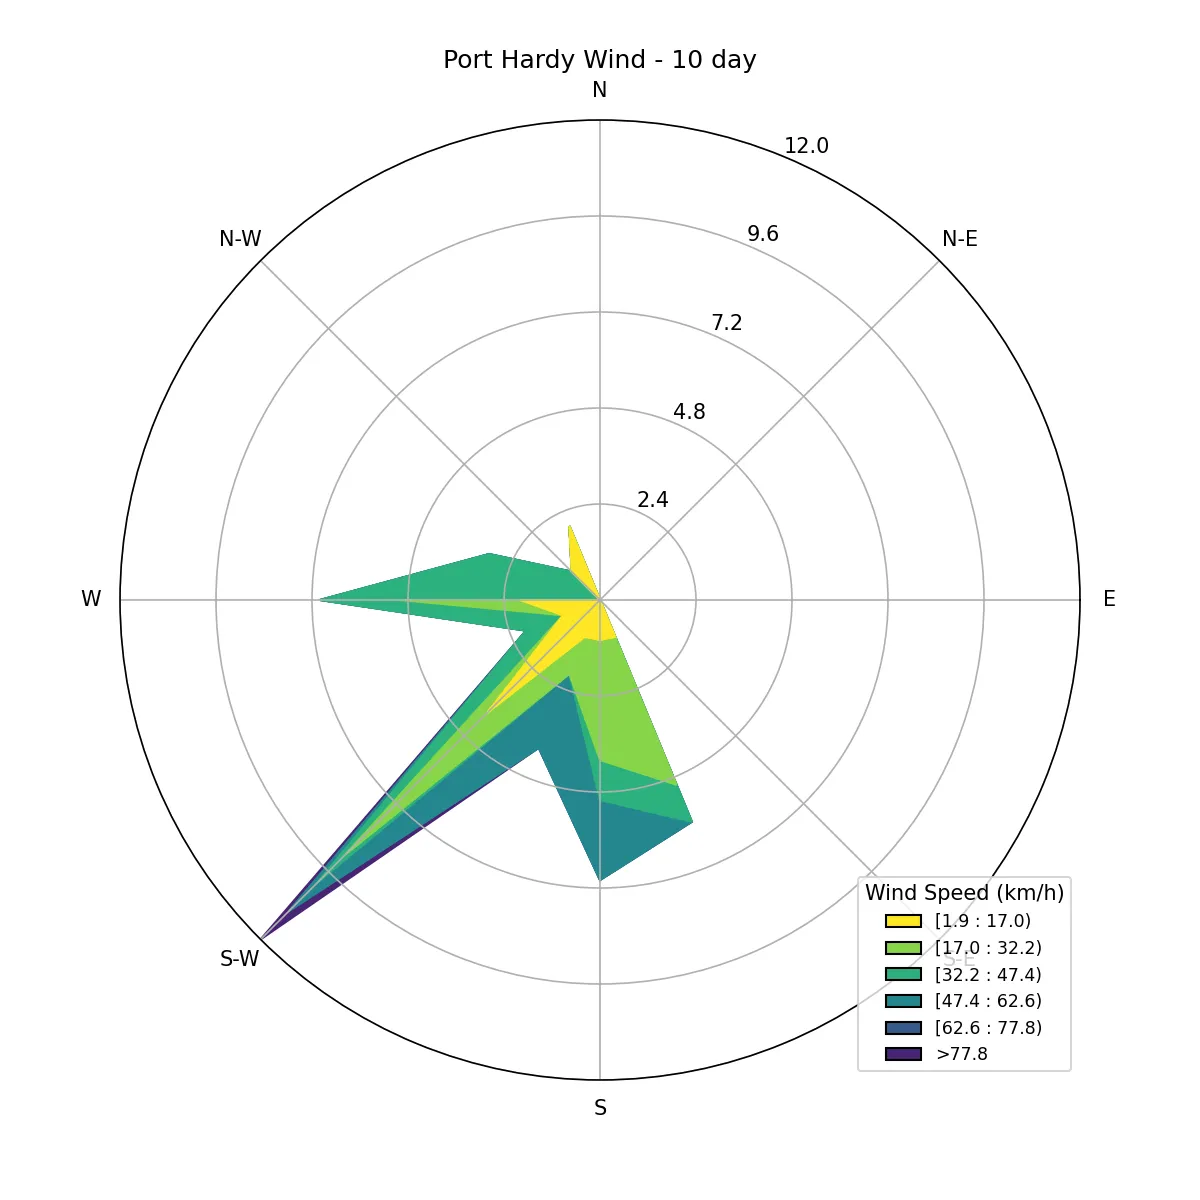 Port Hardy Wind - 10 day
N
12.0
N-W
9.6
N-E
7.2
4.8
2.4
W
E
Wind Speed (km/h)
[1.9 : 17.0)
[17.0 : 32.2)
S-W
S-E
[32.2 : 47.4)
[47.4 : 62.6)
[62.6 : 77.8)
>77.8
S